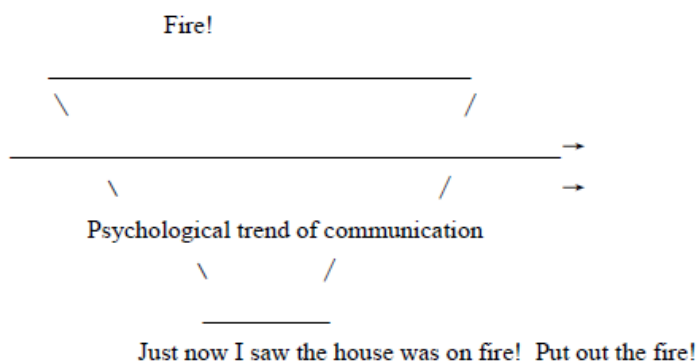 Fire!
Psychological trend of communication
Just now I saw the house was on fire! Put out the fire!